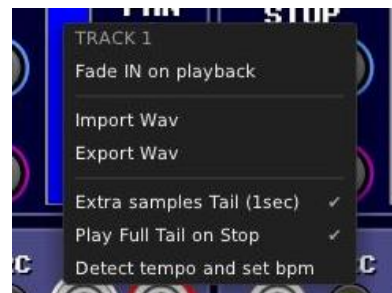 STOP
TRACK 1
Fade IN on playback
Import Wav
Export Wav
Extra samples Tail (1sec) ✔
Play Full Tail on Stop ✔
Detect tempo and set bpm